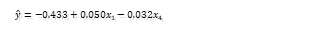 ŷ = −0.433 + 0.050x₁ − 0.032x₄